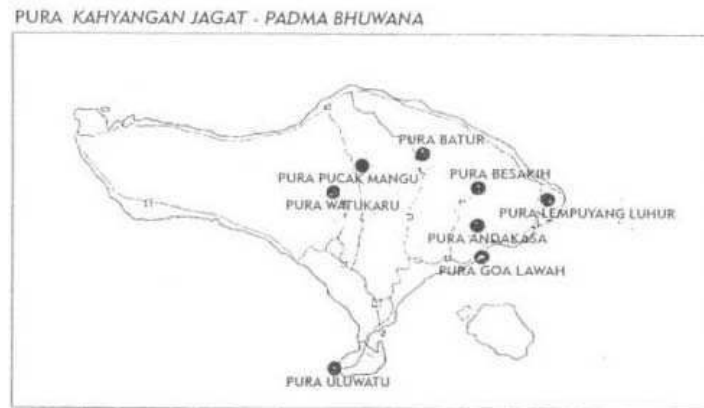 PURA KAHYANGAN JAGAT - PADMA BHUWANA
PURA BATUR
PURA PUCAK MANGU
PURA BESAKIH
PURA WATUKARU
PURA LEMPUYANG LUHUR
PURA ANDAKASA
PURA GOA LAWAH
PURA ULUWATU